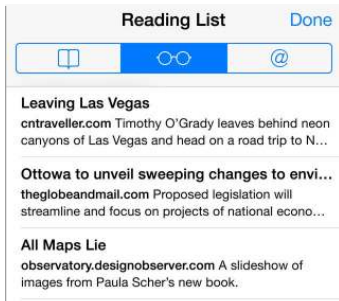 Reading List Done
@
Leaving Las Vegas
cntraveller.com Timothy O'Grady leaves behind neon
canyons of Las Vegas and head on a road trip to N...
Ottowa to unveil sweeping changes to envi...
theglobeandmail.com Proposed legislation will
streamline and focus on projects of national econo...
All Maps Lie
observatory.designobserver.com A slideshow of
images from Paula Scher's new book.